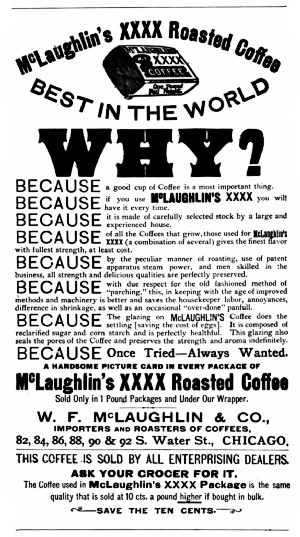 McLaughlin's XXXX Roasted Coffee
McLAUGHLIN'S
XXXX
COFFEE
BEST IN THE WORLD
WHY?
BECAUSE a good cup of Coffee is a most important thing.
BECAUSE if you use McLAUGHLIN'S XXXX you will
have it every time.
BECAUSE it is made of carefully selected stock by a large and
experienced house.
BECAUSE of all the Coffees that grow, those used for McLaughlin's
XXXX (a combination of several) gives the finest flavor
with fullest strength, at least cost.
BECAUSE by the peculiar manner of roasting, use of patent
apparatus steam power, and men skilled in the
business, all strength and delicious qualities are perfectly preserved.
BECAUSE with due respect for the old fashioned method of
"parching," this, in keeping with the age of improved
methods and machinery is better and saves the housekeeper labor, annoyances,
difference in shrinkage, as well as an occasional "over-done" panfull.
BECAUSE The glazing on McLAUGHLIN'S Coffee does the
settling [saving the cost of eggs]. It is composed of
reclarified sugar and corn starch and is perfectly healthful. This glazing also
seals the pores of the Coffee and preserves the strength and aroma indefinitely.
BECAUSE Once Tried—Always Wanted.
A HANDSOME PICTURE CARD IN EVERY PACKAGE OF
McLaughlin's XXXX Roasted Coffee
Sold Only in 1 Pound Packages and Under Our Wrapper.
W. F. McLAUGHLIN & CO.,
IMPORTERS AND ROASTERS OF COFFEES,
82, 84, 86, 88, 90 & 92 S. Water St., CHICAGO.
THIS COFFEE IS SOLD BY ALL ENTERPRISING DEALERS.
ASK YOUR GROCER FOR IT.
The Coffee used in McLaughlin's XXXX Package is the same
quality that is sold at 10 cts. a pound higher if bought in bulk.
SAVE THE TEN CENTS.